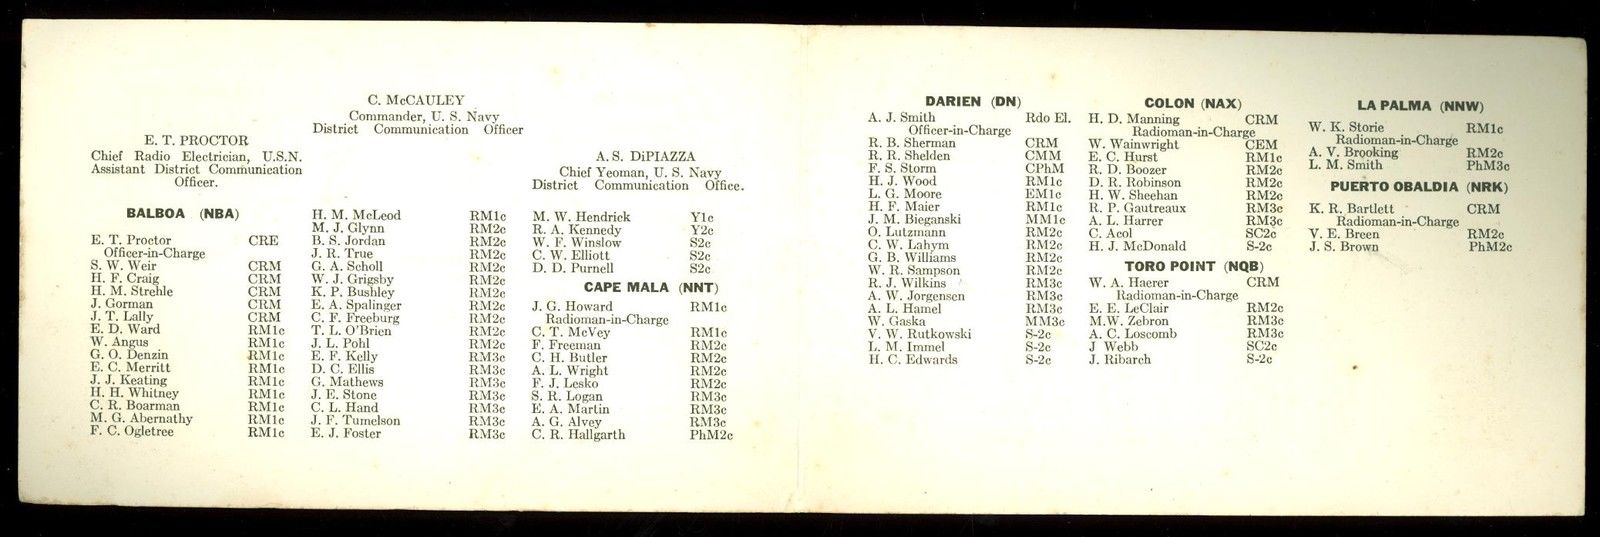 C. McCAULEY
Commander, U. S. Navy
District Communication Officer
E. T. PROCTOR
Chief Radio Electrician, U.S.N.
Assistant District Communication
Officer.
A. S. DiPIAZZA
Chief Yeoman, U. S. Navy
District Communication Office.
BALBOA (NBA)
E. T. Proctor CRE
Officer-in-Charge
S. W. Weir CRM
H. F. Craig CRM
H. M. Strehle CRM
J. Gorman CRM
J. T. Lally CRM
E. D. Ward RM1c
W. Angus RM1c
G. O. Denzin RM1c
E. C. Merritt RM1c
J. J. Keating RM1c
H. H. Whitney RM1c
C. R. Boarman RM1c
M. G. Abernathy RM1c
F. C. Ogletree RM1c
H. M. McLeod RM1c
M. J. Glynn RM2c
B. S. Jordan RM2c
J. R. True RM2c
G. A. Scholl RM2c
W. J. Grigsby RM2c
K. P. Bushley RM2c
E. A. Spalinger RM2c
C. F. Freeburg RM2c
T. L. O'Brien RM2c
J. L. Pohl RM2c
E. F. Kelly RM3c
D. C. Ellis RM3c
G. Mathews RM3c
J. E. Stone RM3c
C. L. Hand RM3c
J. F. Tumelson RM3c
E. J. Foster RM3c
M. W. Hendrick Y1c
R. A. Kennedy Y2c
W. F. Winslow S2c
C. W. Elliott S2c
D. D. Purnell S2c
CAPE MALA (NNT)
J. G. Howard RM1c
Radioman-in-Charge
C. T. McVey RM1c
F. Freeman RM2c
C. H. Butler RM2c
A. L. Wright RM2c
F. J. Lesko RM2c
S. R. Logan RM3c
E. A. Martin RM3c
A. G. Alvey RM3c
C. R. Hallgarth PhM2c
DARIEN (DN)
A. J. Smith Rdo El.
Officer-in-Charge
R. B. Sherman CRM
R. R. Shelden CMM
F. S. Storm CPhM
H. J. Wood RM1c
L. G. Moore EM1c
H. F. Maier RM1c
J. M. Bieganski MM1c
O. Lutzmann RM2c
C. W. Lahym RM2c
G. B. Williams RM2c
W. R. Sampson RM2c
R. J. Wilkins RM3c
A. W. Jorgensen RM3c
A. L. Hamel RM3c
W. Gaska MM3c
V. W. Rutkowski S-2c
L. M. Immel S-2c
H. C. Edwards S-2c
COLON (NAX)
H. D. Manning CRM
Radioman-in-Charge
W. Wainwright CEM
E. C. Hurst RM1c
R. D. Boozer RM2c
D. R. Robinson RM2c
H. W. Sheehan RM2c
R. P. Gautreaux RM3c
A. L. Harrer RM3c
C. Acol SC2c
H. J. McDonald S-2c
TORO POINT (NQB)
W. A. Haerer CRM
Radioman-in-Charge
E. E. LeClair RM2c
M.W. Zebron RM3c
A. C. Loscomb RM3c
J Webb SC2c
J. Ribarch S-2c
LA PALMA (NNW)
W. K. Storie RM1c
Radioman-in-Charge
A. V. Brooking RM2c
L. M. Smith PhM3c
PUERTO OBALDIA (NRK)
K. R. Bartlett CRM
Radioman-in-Charge
V. E. Breen RM2c
J. S. Brown PhM2c